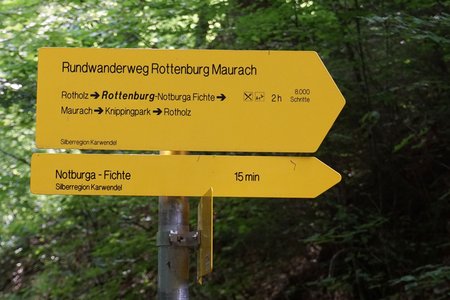 Rundwanderweg Rottenburg Maurach
Rotholz → Rottenburg-Notburga Fichte → 2 h 8.000
Maurach → Knippingpark → Rotholz Schritte
Silberregion Karwendel
Notburga - Fichte 15 min
Silberregion Karwendel